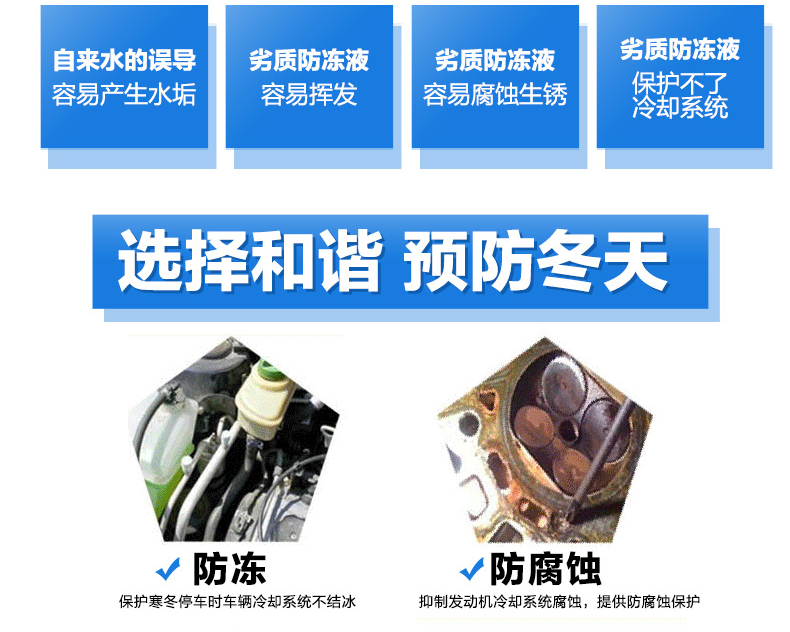 自来水的误导
容易产生水垢
劣质防冻液
容易挥发
劣质防冻液
容易腐蚀生锈
劣质防冻液
保护不了
冷却系统
选择和谐 预防冬天
防冻
保护寒冬停车时车辆冷却系统不结冰
防腐蚀
抑制发动机冷却系统腐蚀，提供防腐蚀保护